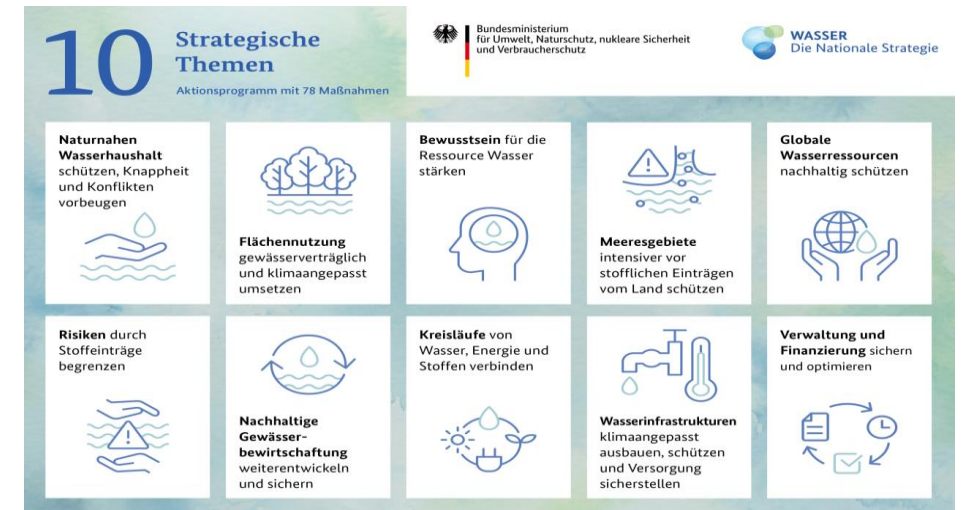 10
Strategische
Themen
Aktionsprogramm mit 78 Maßnahmen
Bundesministerium
für Umwelt, Naturschutz, nukleare Sicherheit
und Verbraucherschutz
WASSER
Die Nationale Strategie
Naturnahen
Wasserhaushalt
schützen, Knappheit
und Konflikten
vorbeugen
Flächennutzung
gewässerverträglich
und klimaangepasst
umsetzen
Bewusstsein für die
Ressource Wasser
stärken
Meeresgebiete
intensiver vor
stofflichen Einträgen
vom Land schützen
Globale
Wasserressourcen
nachhaltig schützen
Risiken durch
Stoffeinträge
begrenzen
Nachhaltige
Gewässer-
bewirtschaftung
weiterentwickeln
und sichern
Kreisläufe von
Wasser, Energie und
Stoffen verbinden
Wasserinfrastrukturen
klimaangepasst
ausbauen, schützen
und Versorgung
sicherstellen
Verwaltung und
Finanzierung sichern
und optimieren